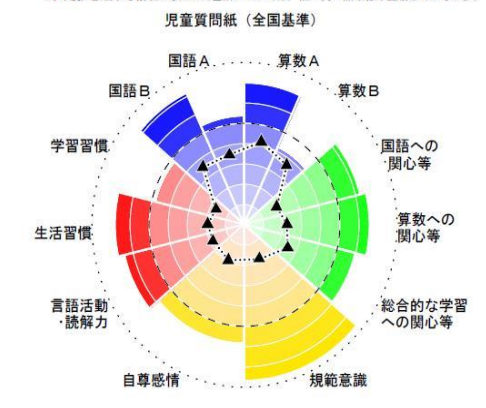 児童質問紙（全国基準）
国語Ａ
算数Ａ
国語Ｂ
算数Ｂ
学習習慣
国語への
関心等
生活習慣
算数への
関心等
言語活動
・読解力
総合的な学習
への関心等
自尊感情
規範意識